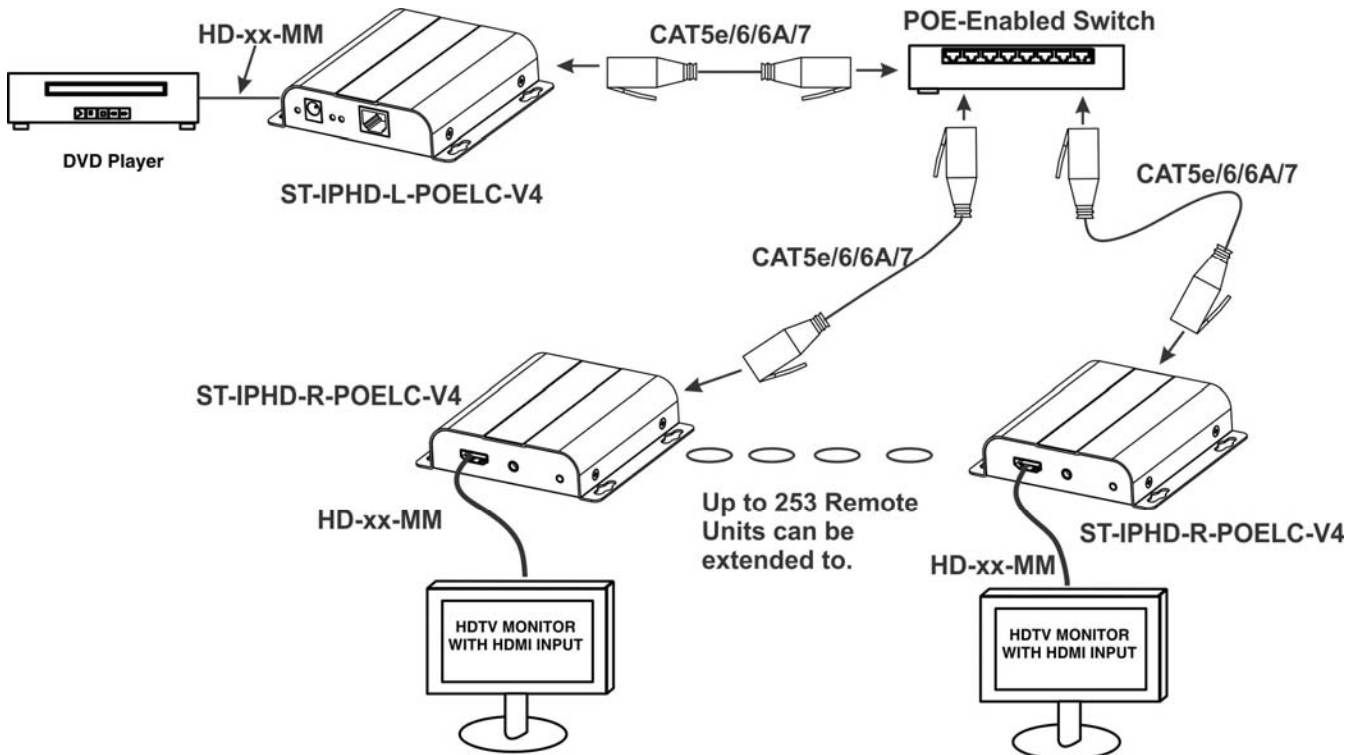 POE-Enabled Switch
HD-xx-MM
CAT5e/6/6A/7
DVD Player
ST-IPHD-L-POELC-V4
CAT5e/6/6A/7
CAT5e/6/6A/7
ST-IPHD-R-POELC-V4
Up to 253 Remote
Units can be
extended to.
HD-xx-MM
ST-IPHD-R-POELC-V4
HD-xx-MM
HDTV MONITOR
WITH HDMI INPUT
HDTV MONITOR
WITH HDMI INPUT